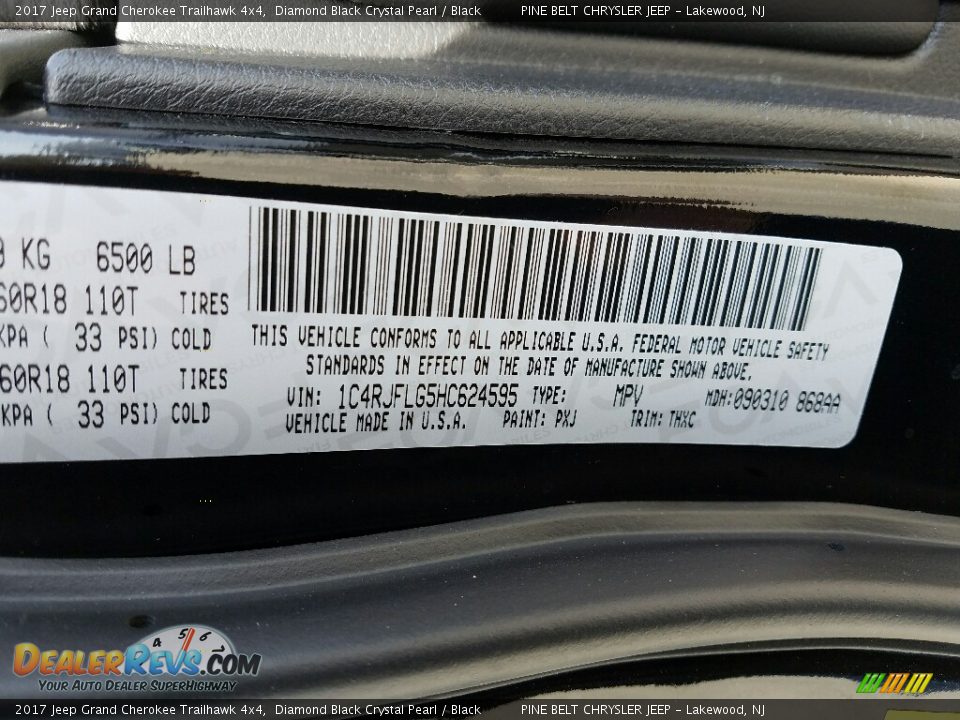 2017 Jeep Grand Cherokee Trailhawk 4x4, Diamond Black Crystal Pearl / Black PINE BELT CHRYSLER JEEP - Lakewood, NJ
KG 6500 LB
60R18 110T TIRES
KPA ( 33 PSI) COLD
60R18 110T TIRES
KPA ( 33 PSI) COLD
THIS VEHICLE CONFORMS TO ALL APPLICABLE U.S.A. FEDERAL MOTOR VEHICLE SAFETY
STANDARDS IN EFFECT ON THE DATE OF MANUFACTURE SHOWN ABOVE.
VIN: 1C4RJFLG5HC624595 TYPE: MPV MDH:090310 868AA
VEHICLE MADE IN U.S.A. PAINT: PXJ TRIM: THXC
4 5 6
DEALERREVS.COM
YOUR AUTO DEALER SUPERHIGHWAY
2017 Jeep Grand Cherokee Trailhawk 4x4, Diamond Black Crystal Pearl / Black PINE BELT CHRYSLER JEEP - Lakewood, NJ